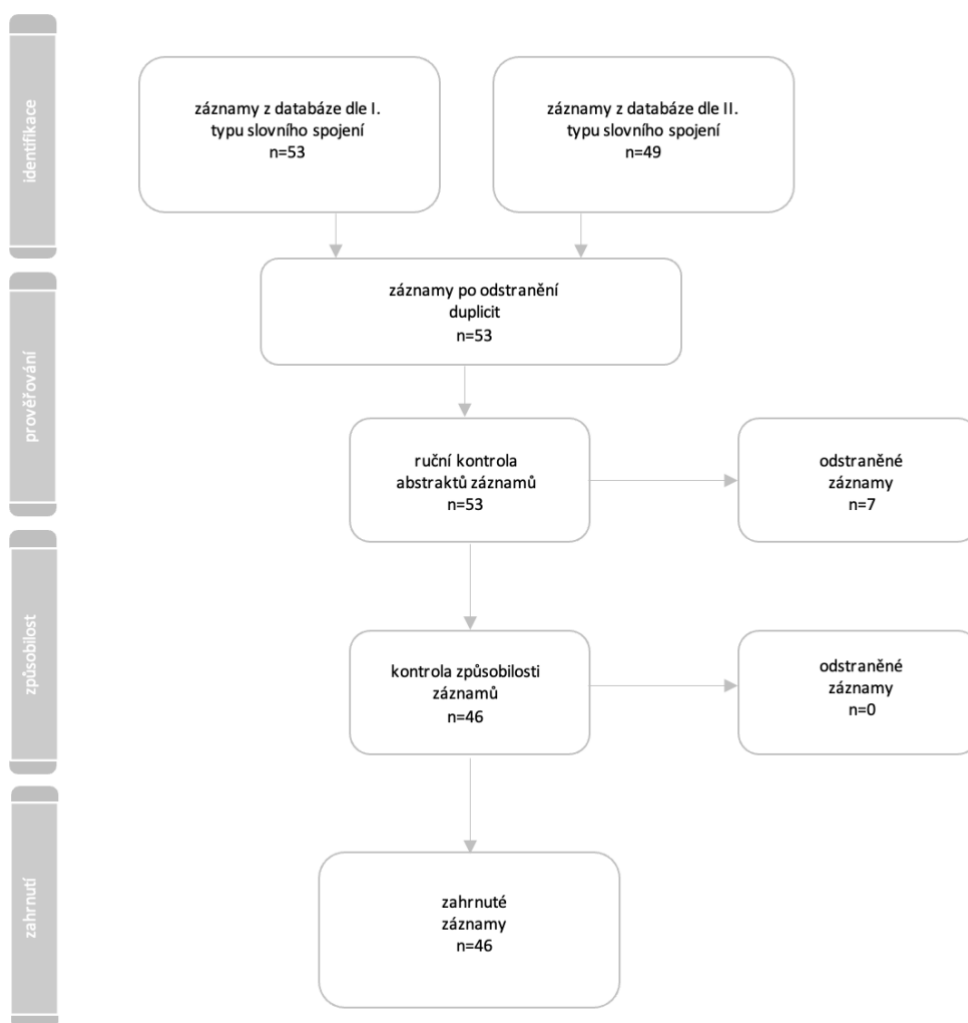 identifikace
záznamy z databáze dle I.
typu slovního spojení
n=53
záznamy z databáze dle II.
typu slovního spojení
n=49
prověřování
záznamy po odstranění
duplicit
n=53
ruční kontrola
abstraktů záznamů
n=53
odstraněné
záznamy
n=7
způsobilost
kontrola způsobilosti
záznamů
n=46
odstraněné
záznamy
n=0
zahrnutí
zahrnuté
záznamy
n=46